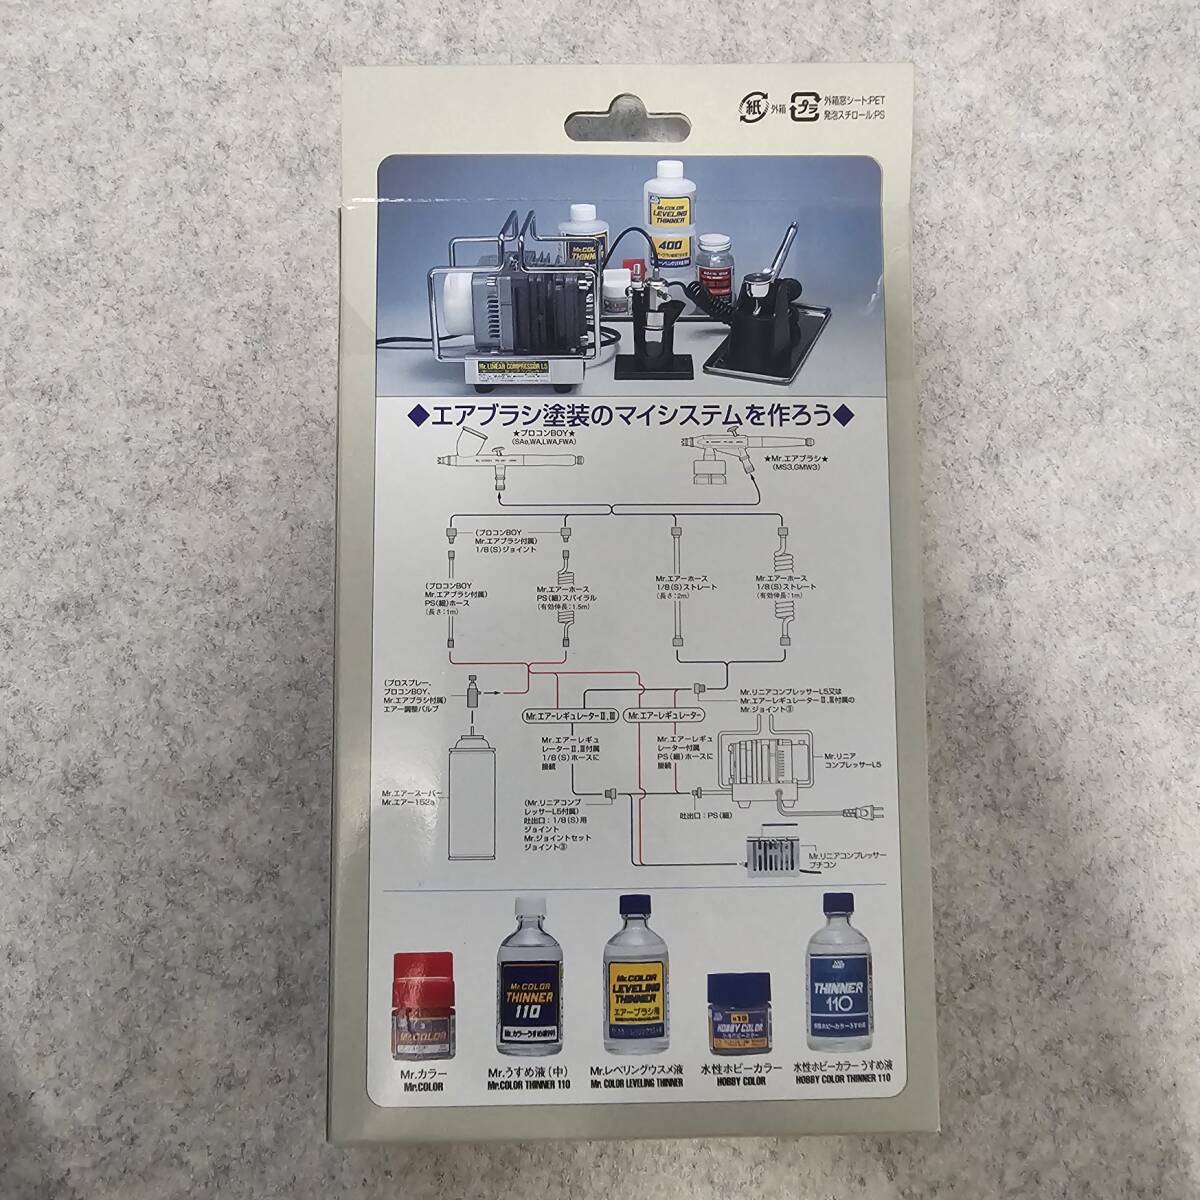 紙 外箱
プラ 外箱窓シート:PET
発泡スチロール:PS
Mr.COLOR
LEVELING
THINNER
400
Mr.COLOR
THINNER
Mr. LINEAR COMPRESSOR L5
◆エアブラシ塗装のマイシステムを作ろう◆
★プロコンBOY★
(SAe,WA,LWA,FWA)
★Mr.エアブラシ★
(MS3,GMW3)
(プロコンBOY
Mr.エアブラシ付属)
1/8(S)ジョイント
(プロコンBOY
Mr.エアブラシ付属)
PS(細)ホース
(長さ:1m)
Mr.エアーホース
PS(細)スパイラル
(有効伸長:1.5m)
Mr.エアーホース
1/8(S)ストレート
(長さ:2m)
Mr.エアーホース
1/8(S)ストレート
(有効伸長:1m)
(プロスプレー、
プロコンBOY、
Mr.エアブラシ付属)
エアー調整バルブ
Mr.エアーレギュレーターⅡ,Ⅲ
Mr.エアーレギュレーター
Mr.リニアコンプレッサーL5又は
Mr.エアーレギュレーターⅡ,Ⅲ付属の
Mr.ジョイント③
Mr.エアーレギュ
レーターⅡ,Ⅲ付属
1/8(S)ホースに
接続
Mr.エアーレギュ
レーター付属
PS(細)ホースに
接続
Mr.リニア
コンプレッサーL5
Mr.エアースーパー
Mr.エアー152a
(Mr.リニアコンプ
レッサーL5付属)
吐出口:1/8(S)用
ジョイント
Mr.ジョイントセット
ジョイント③
吐出口:PS(細)
Mr.リニアコンプレッサー
プチコン
Mr.COLOR
Mr.COLOR
THINNER
110
Mr.カラーうすめ液(中)
Mr.COLOR
LEVELING
THINNER
エアーブラシ用
HOBBY COLOR
THINNER
110
水性ホビーカラーうすめ液
Mr.カラー
Mr.COLOR
Mr.うすめ液(中)
Mr.COLOR THINNER 110
Mr.レベリングウスメ液
Mr. COLOR LEVELING THINNER
水性ホビーカラー
HOBBY COLOR
水性ホビーカラー うすめ液
HOBBY COLOR THINNER 110